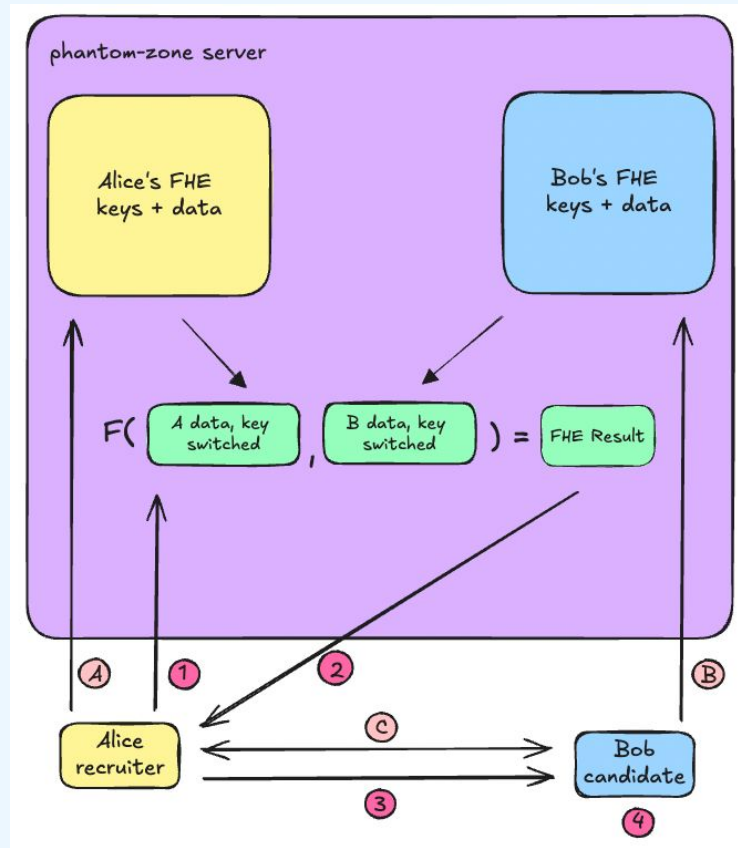 phantom-zone server
Alice's FHE
keys + data
Bob's FHE
keys + data
F(
A data, key
switched
,
B data, key
switched
) =
FHE Result
A
1
2
B
Alice
recruiter
C
3
Bob
candidate
4